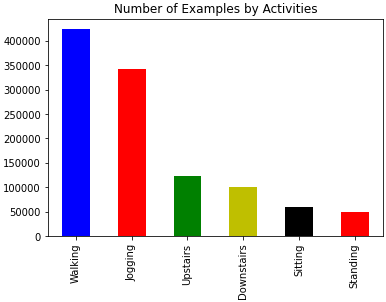 Number of Examples by Activities
400000
350000
300000
250000
200000
150000
100000
50000
0
Walking
Jogging
Upstairs
Downstairs
Sitting
Standing